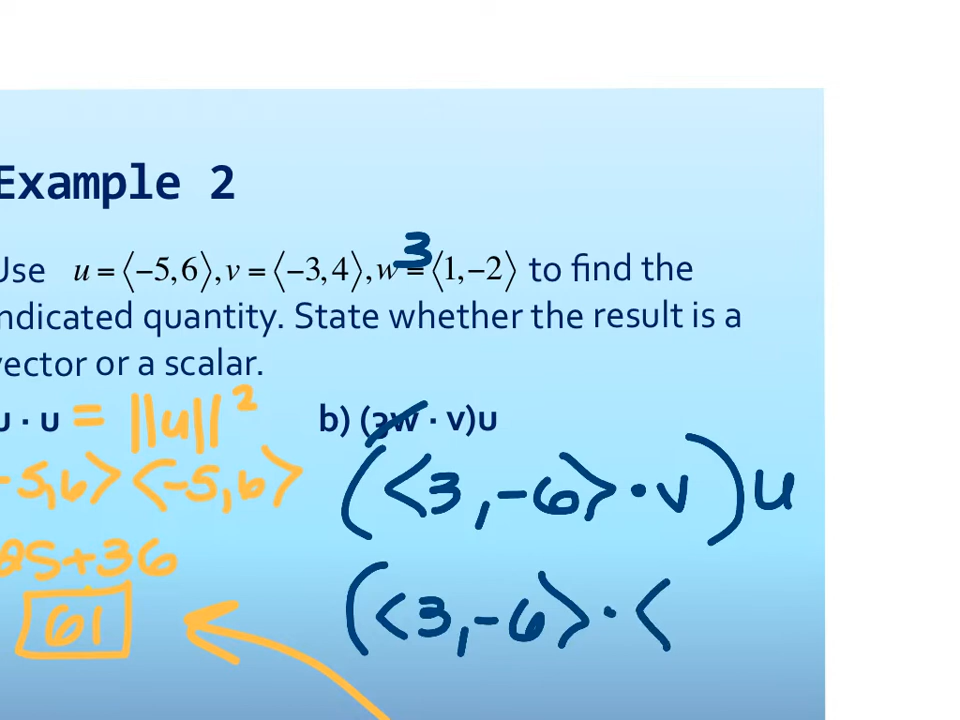 Example 2
3
Use u = ⟨−5,6⟩, v = ⟨−3,4⟩, w = ⟨1,−2⟩ to find the
ndicated quantity. State whether the result is a
vector or a scalar.
u · u = ||u||²
b) (3w · v)u
-5,6> <-5,6>
(<3,-6> · v)u
25+36
61
(<3,-6> · <